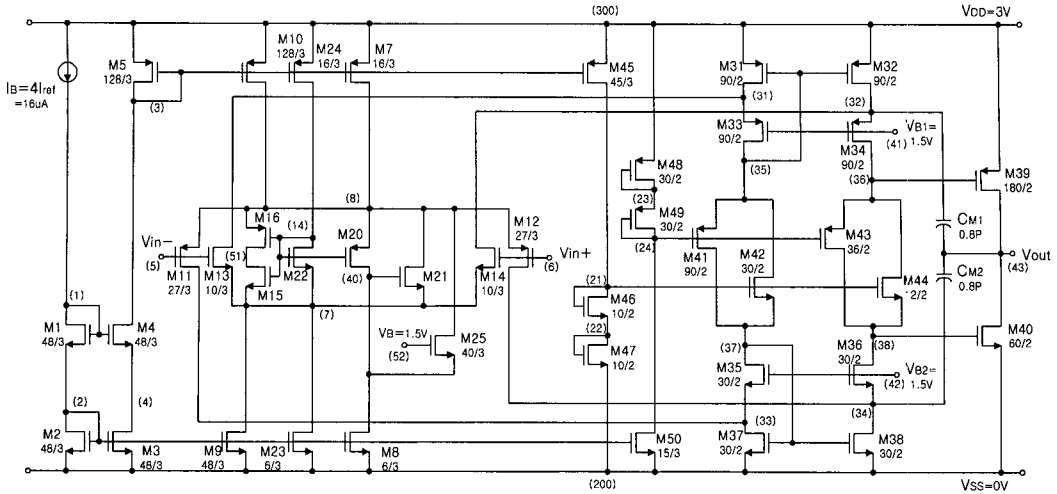 (300)
VDD=3V
M5
128/3
M10
128/3
M24
16/3
M7
16/3
M45
45/3
M31
90/2
M32
90/2
IB=4Iref
=16uA
(3)
(31)
(32)
M33
90/2
VB1=
1.5V
(41)
M34
90/2
M48
30/2
(35)
(36)
M39
180/2
(23)
M49
30/2
(8)
M16
(14)
M20
M12
27/3
Vin-
(5)
M11
27/3
M13
10/3
(51)
M15
M22
(40)
M21
M14
10/3
Vin+
(6)
(24)
M41
90/2
M42
30/2
M43
36/2
M44
12/2
CM1
0.8P
Vout
(43)
CM2
0.8P
(21)
M46
10/2
(7)
(1)
M1
48/3
M4
48/3
VB=1.5V
(52)
M25
40/3
(22)
M47
10/2
(37)
(38)
M40
60/2
M35
30/2
M36
30/2
VB2=
1.5V
(42)
(2)
(4)
(33)
(34)
M2
48/3
M3
48/3
M9
48/3
M23
6/3
M8
6/3
M50
15/3
M37
30/2
M38
30/2
(200)
VSS=0V